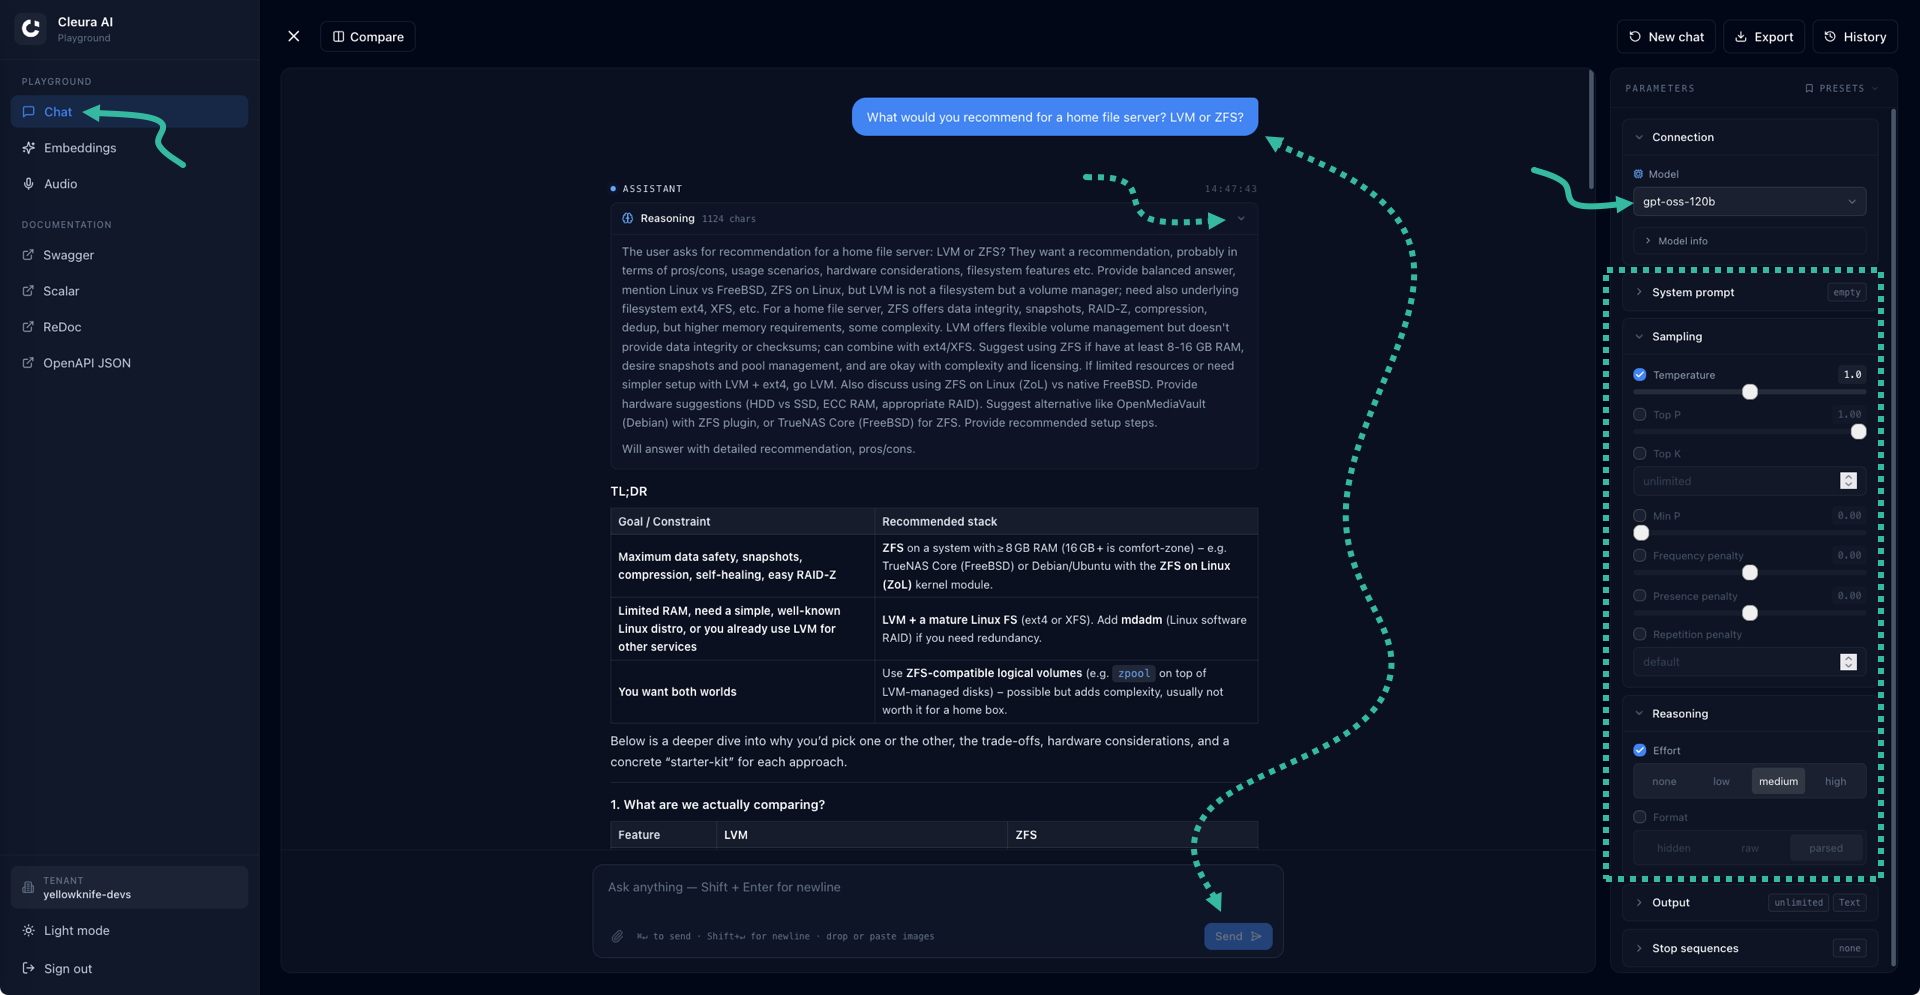 Cleura AI
Playground
PLAYGROUND
Chat
Embeddings
Audio
DOCUMENTATION
Swagger
Scalar
ReDoc
OpenAPI JSON
TENANT
yellowknife-devs
Light mode
Sign out
Compare
New chat
Export
History
What would you recommend for a home file server? LVM or ZFS?
ASSISTANT
14:47:43
Reasoning 1124 chars
The user asks for recommendation for a home file server: LVM or ZFS? They want a recommendation, probably in
terms of pros/cons, usage scenarios, hardware considerations, filesystem features etc. Provide balanced answer,
mention Linux vs FreeBSD, ZFS on Linux, but LVM is not a filesystem but a volume manager; need also underlying
filesystem ext4, XFS, etc. For a home file server, ZFS offers data integrity, snapshots, RAID-Z, compression,
dedup, but higher memory requirements, some complexity. LVM offers flexible volume management but doesn't
provide data integrity or checksums; can combine with ext4/XFS. Suggest using ZFS if have at least 8-16 GB RAM,
desire snapshots and pool management, and are okay with complexity and licensing. If limited resources or need
simpler setup with LVM + ext4, go LVM. Also discuss using ZFS on Linux (ZoL) vs native FreeBSD. Provide
hardware suggestions (HDD vs SSD, ECC RAM, appropriate RAID). Suggest alternative like OpenMediaVault
(Debian) with ZFS plugin, or TrueNAS Core (FreeBSD) for ZFS. Provide recommended setup steps.
Will answer with detailed recommendation, pros/cons.
TL;DR
Goal / Constraint
Recommended stack
Maximum data safety, snapshots,
compression, self-healing, easy RAID-Z
ZFS on a system with ≥ 8 GB RAM (16 GB + is comfort-zone) – e.g.
TrueNAS Core (FreeBSD) or Debian/Ubuntu with the ZFS on Linux
(ZoL) kernel module.
Limited RAM, need a simple, well-known
Linux distro, or you already use LVM for
other services
LVM + a mature Linux FS (ext4 or XFS). Add mdadm (Linux software
RAID) if you need redundancy.
You want both worlds
Use ZFS-compatible logical volumes (e.g. zpool on top of
LVM-managed disks) – possible but adds complexity, usually not
worth it for a home box.
Below is a deeper dive into why you’d pick one or the other, the trade-offs, hardware considerations, and a
concrete “starter-kit” for each approach.
1. What are we actually comparing?
Feature
LVM
ZFS
Ask anything — Shift + Enter for newline
⌘↵ to send · Shift+↵ for newline · drop or paste images
Send
PARAMETERS
PRESETS
Connection
Model
gpt-oss-120b
Model info
System prompt
empty
Sampling
Temperature
1.0
Top P
1.00
Top K
unlimited
Min P
0.00
Frequency penalty
0.00
Presence penalty
0.00
Repetition penalty
default
Reasoning
Effort
none low medium high
Format
hidden raw parsed
Output
unlimited Text
Stop sequences
none